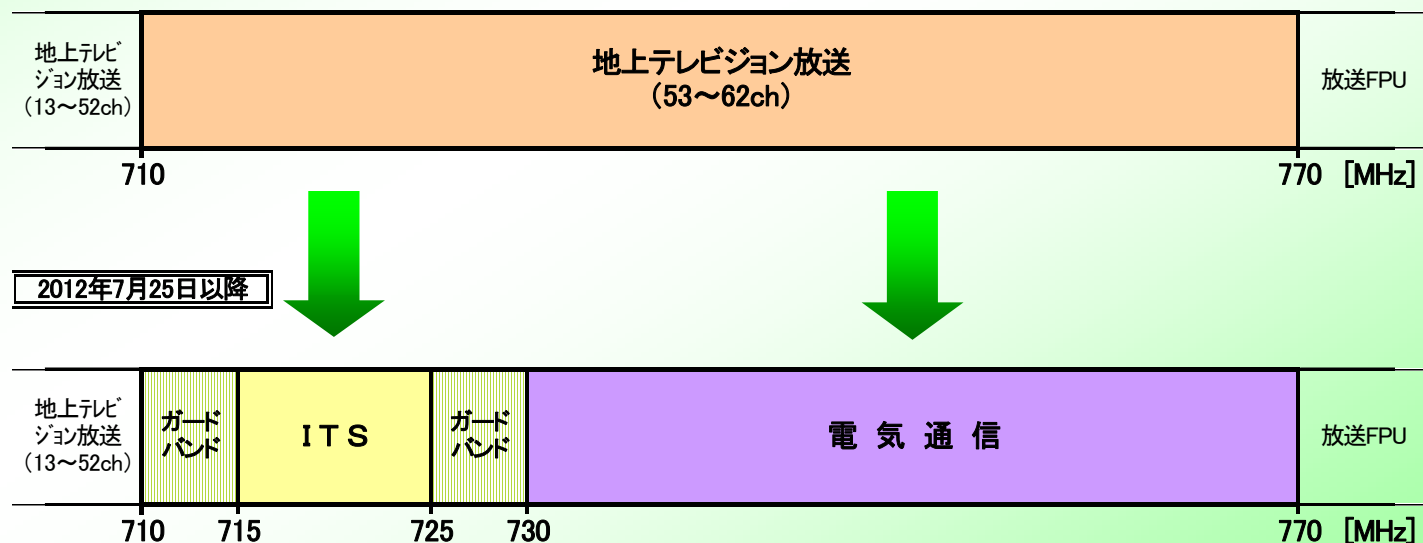 地上テレビ
ジョン放送
（13～52ch）
地上テレビジョン放送
（53～62ch）
放送FPU
710
770 [MHz]
2012年7月25日以降
地上テレビ
ジョン放送
（13～52ch）
ガード
バンド
ＩＴＳ
ガード
バンド
電 気 通 信
放送FPU
710
715
725
730
770 [MHz]